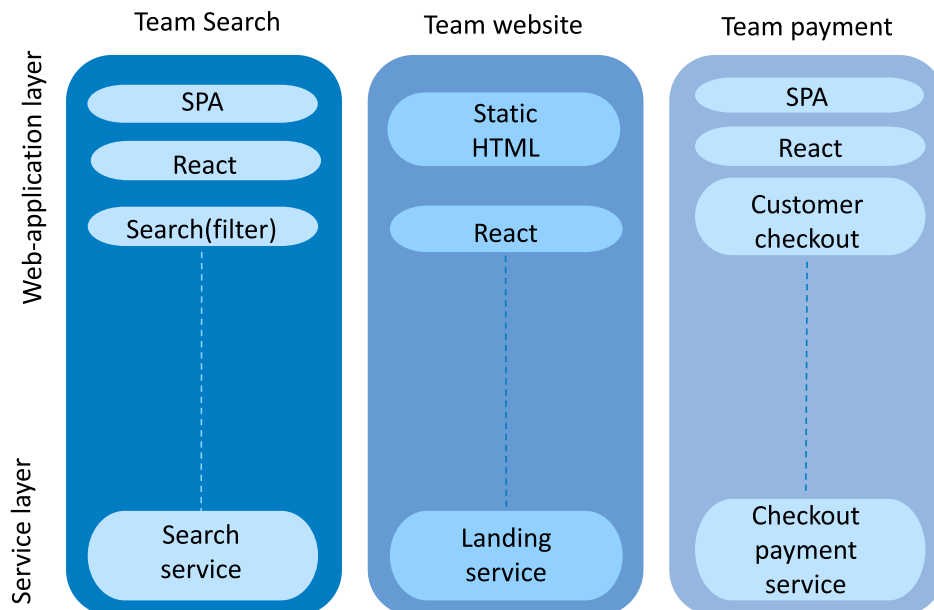 Team Search
Team website
Team payment
Web-application layer
SPA
React
Search(filter)
Static
HTML
React
SPA
React
Customer
checkout
Service layer
Search
service
Landing
service
Checkout
payment
service